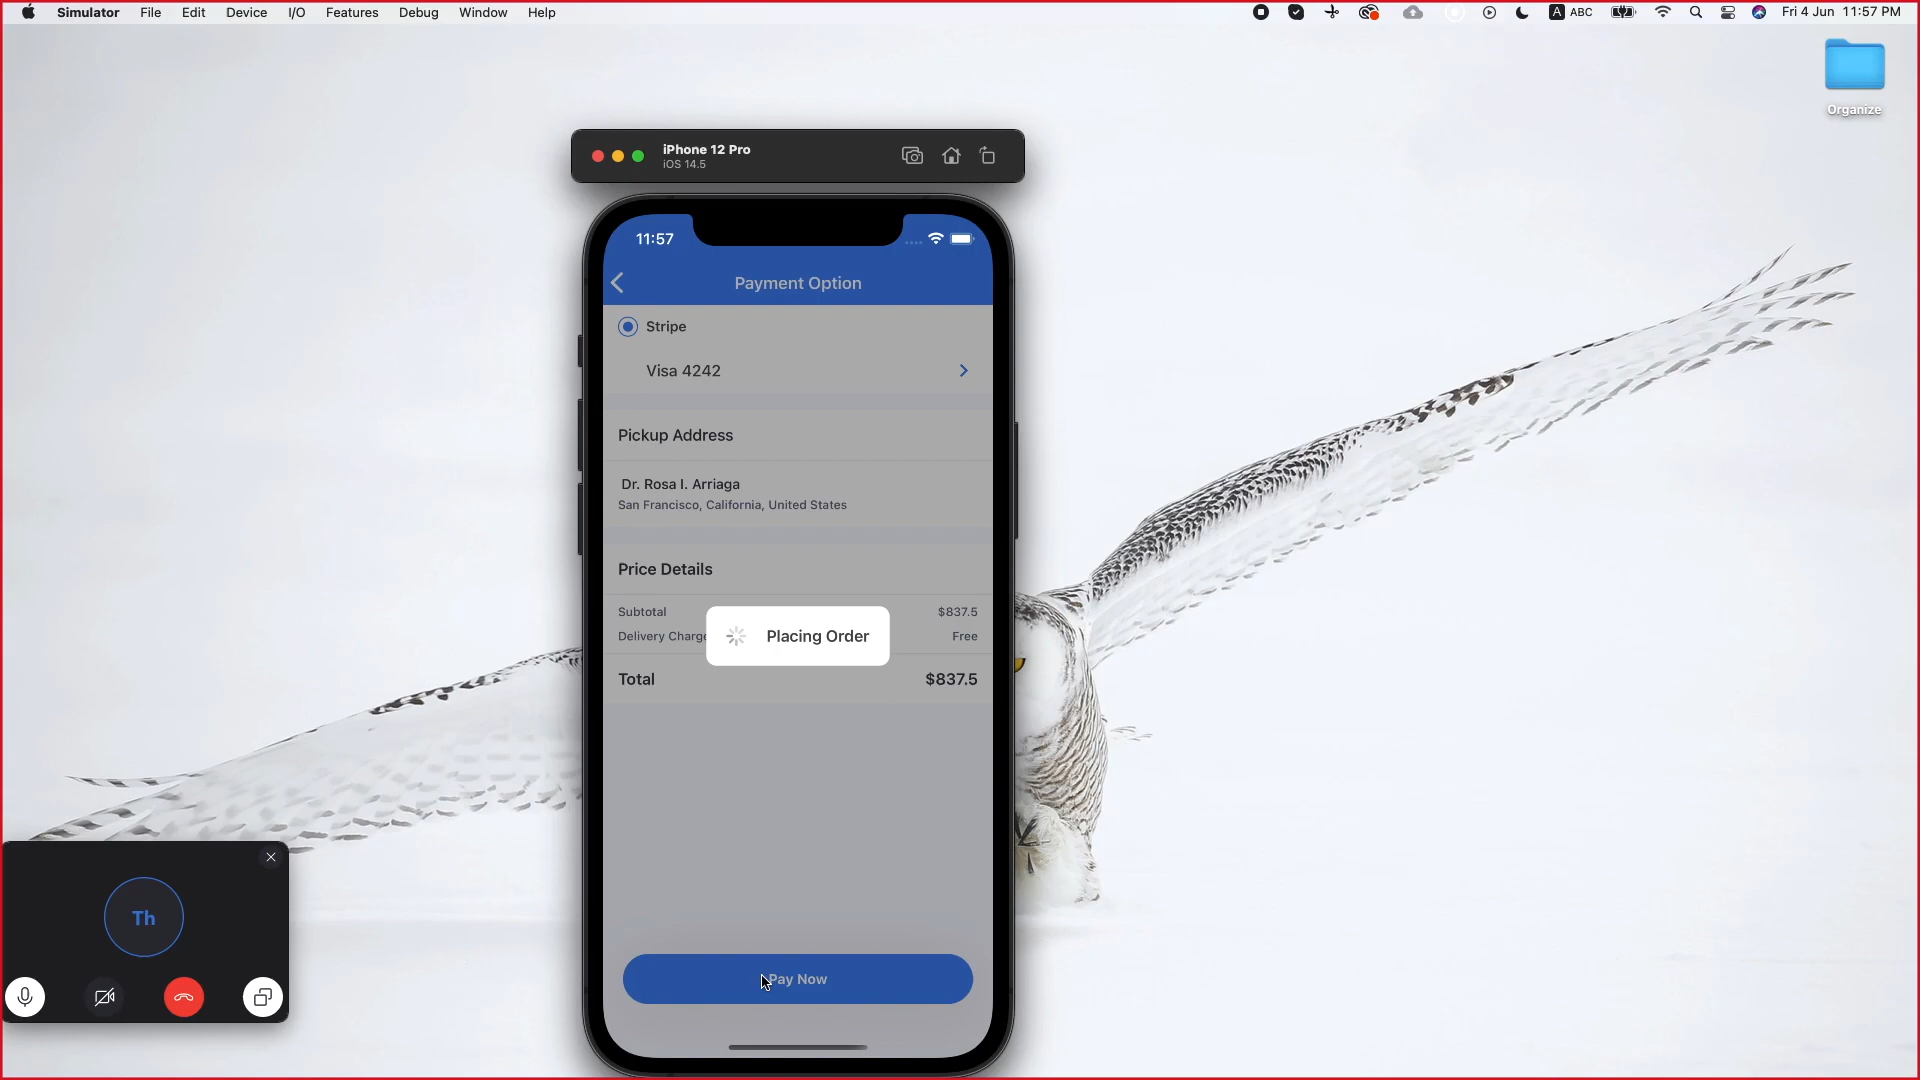 Simulator File Edit Device I/O Features Debug Window Help
A ABC Fri 4 Jun 11:57 PM
Organize
iPhone 12 Pro
iOS 14.5
11:57
Payment Option
Stripe
Visa 4242
Pickup Address
Dr. Rosa I. Arriaga
San Francisco, California, United States
Price Details
Subtotal $837.5
Delivery Charge Free
Placing Order
Total $837.5
Pay Now
Th